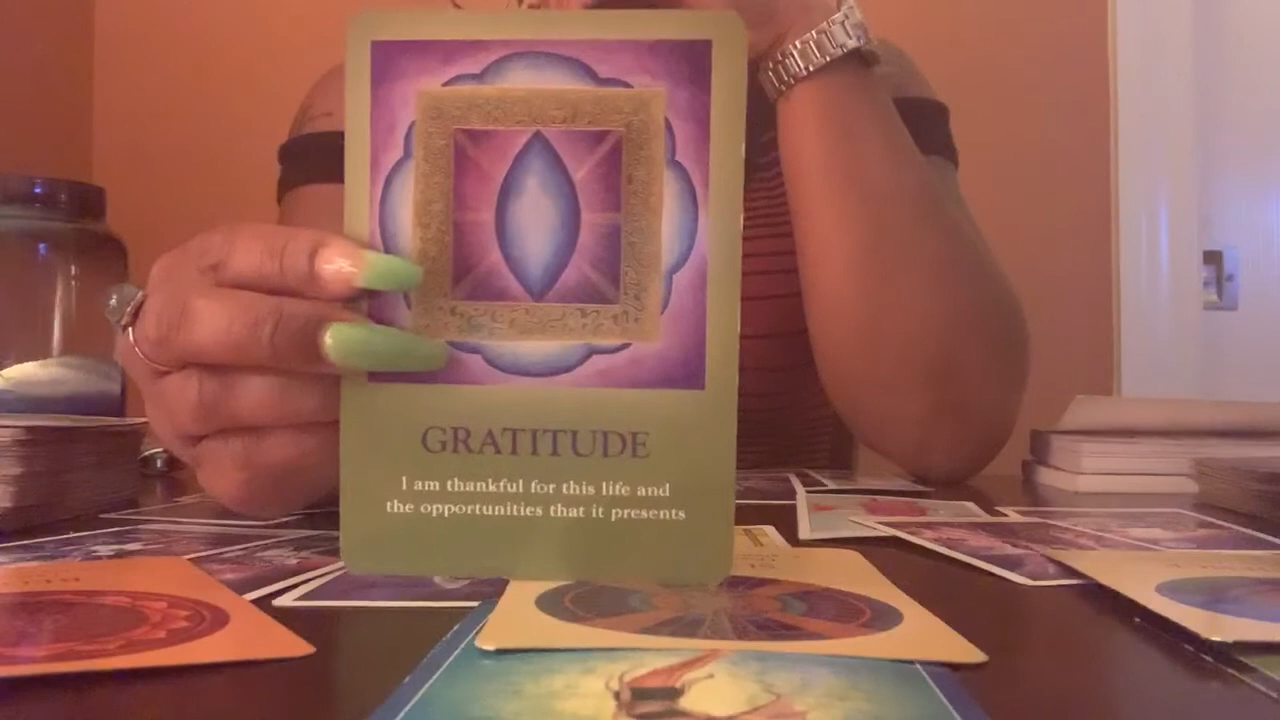 GRATITUDE
I am thankful for this life and
the opportunities that it presents